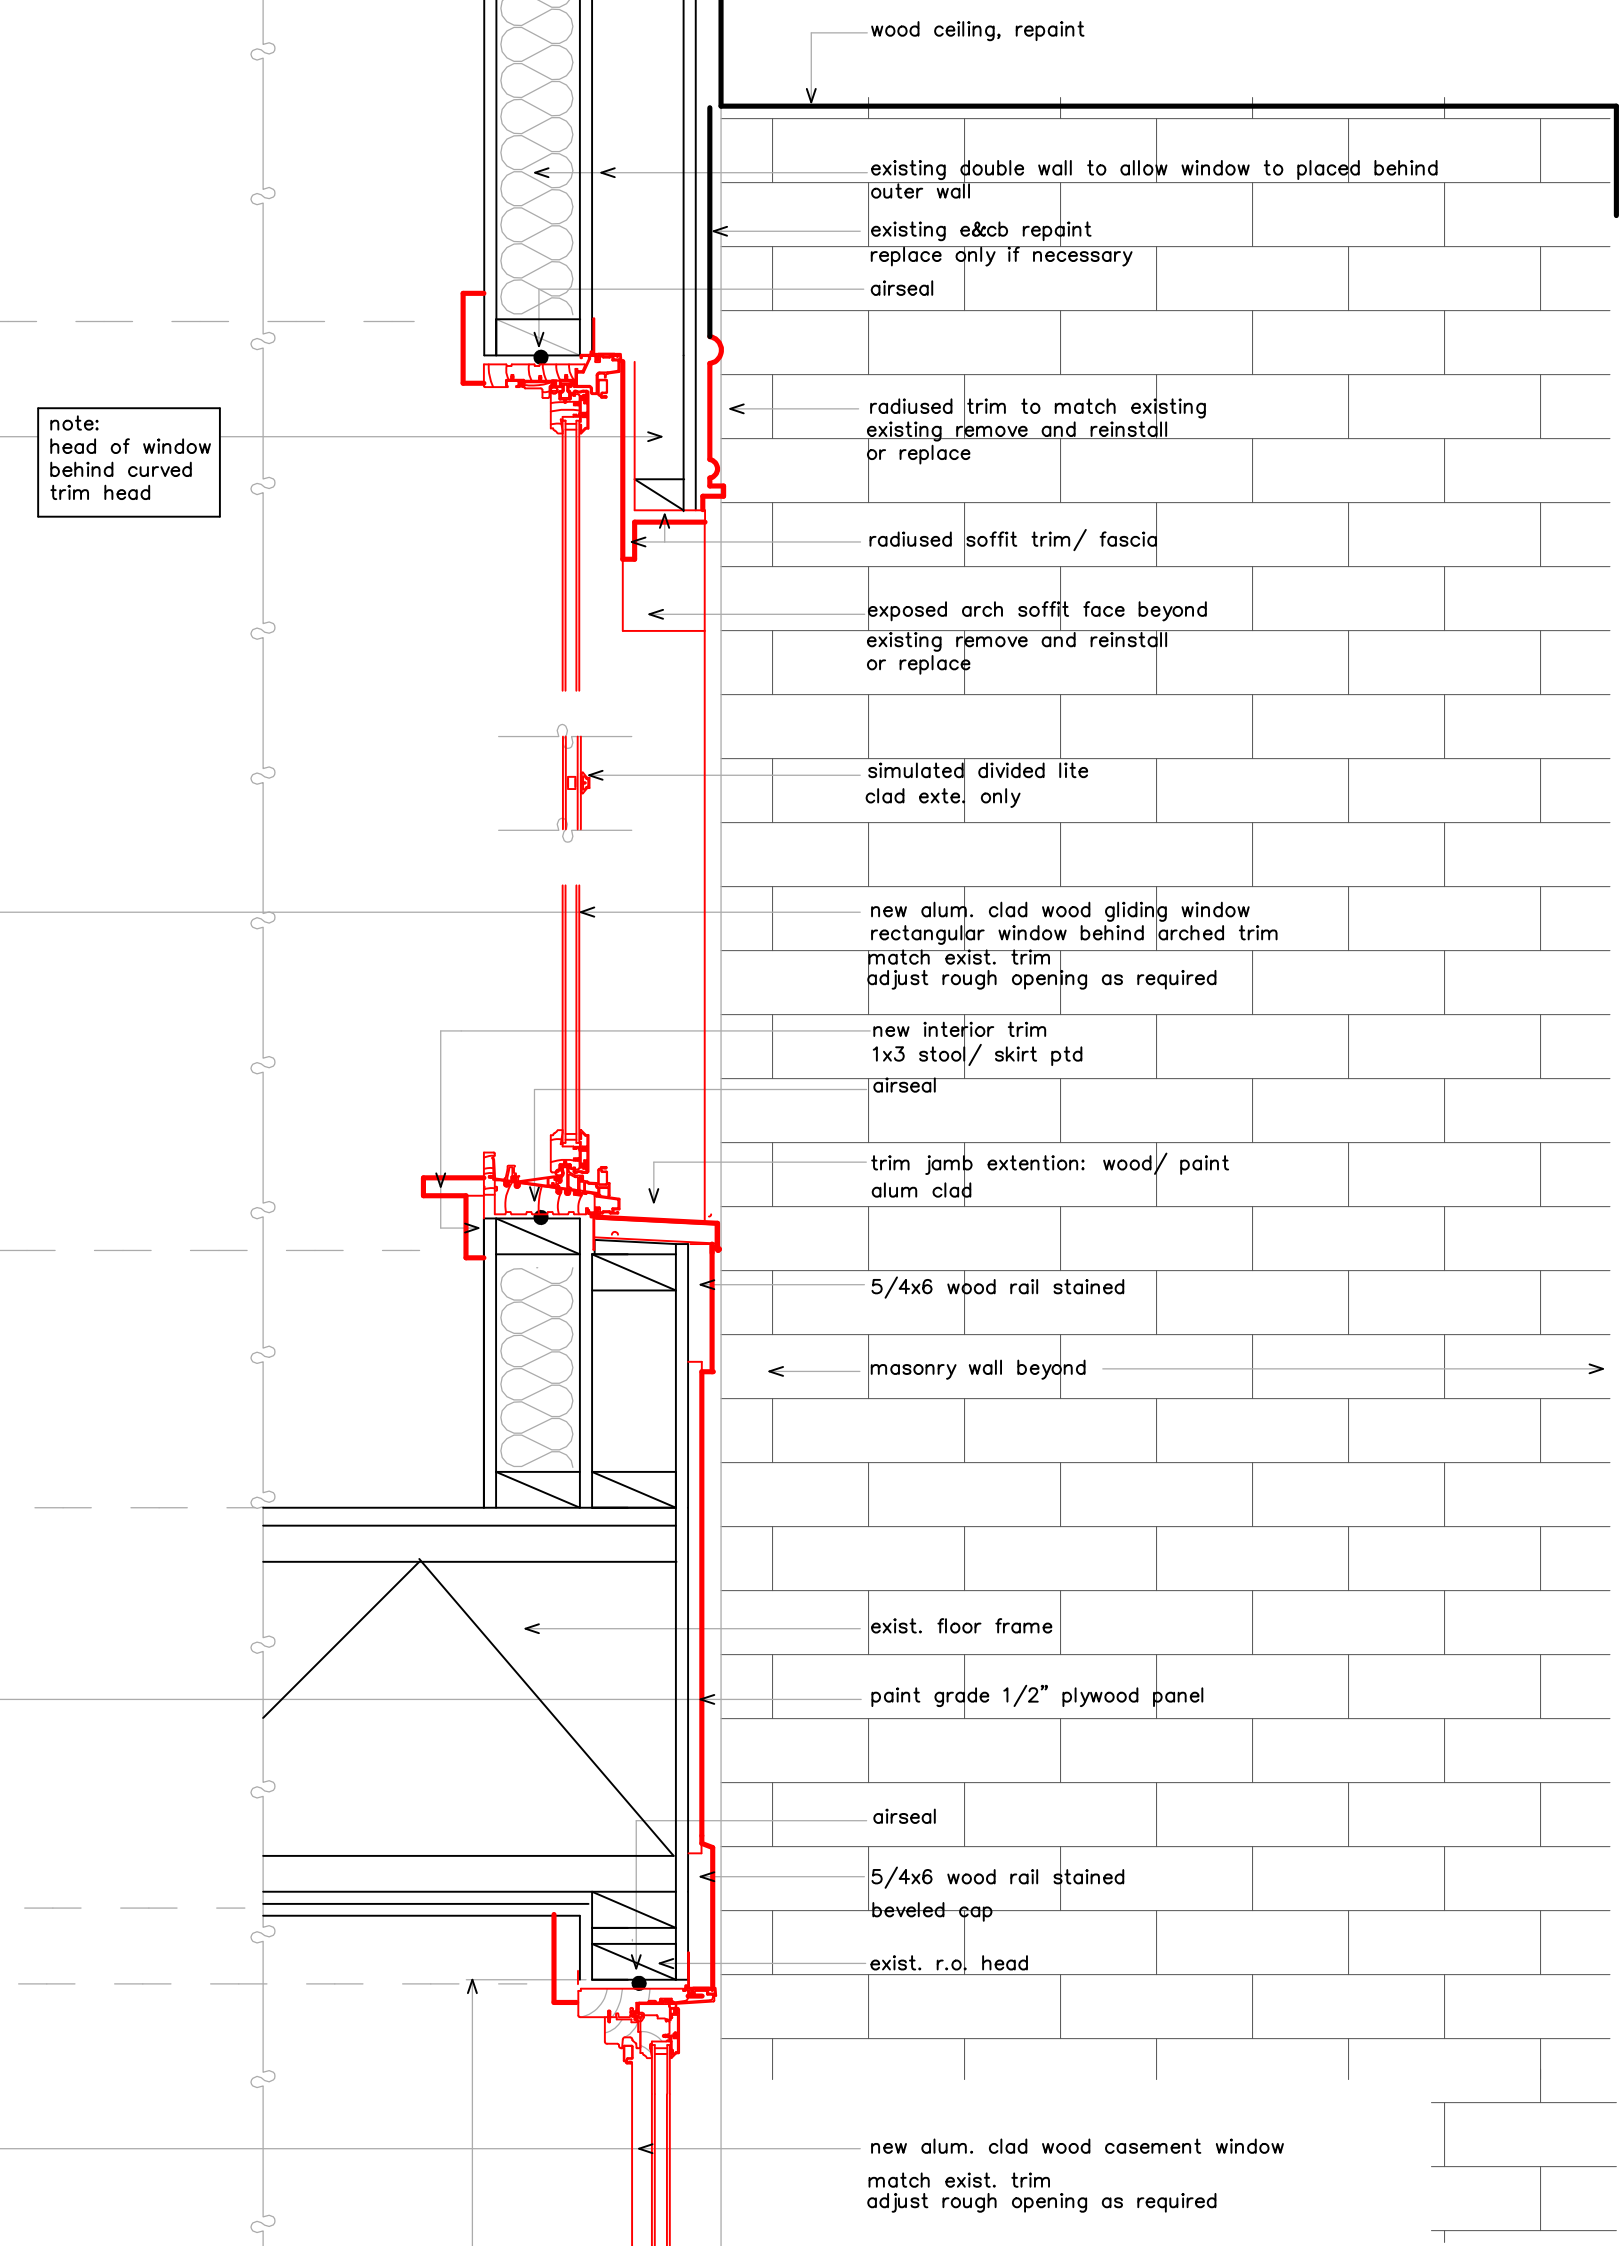 wood ceiling, repaint
existing double wall to allow window to placed behind
outer wall
existing e&cb repaint
replace only if necessary
airseal
radiused trim to match existing
existing remove and reinstall
or replace
note:
head of window
behind curved
trim head
radiused soffit trim/ fascia
exposed arch soffit face beyond
existing remove and reinstall
or replace
simulated divided lite
clad exte. only
new alum. clad wood gliding window
rectangular window behind arched trim
match exist. trim
adjust rough opening as required
new interior trim
1x3 stool/ skirt ptd
airseal
trim jamb extention: wood/ paint
alum clad
5/4x6 wood rail stained
masonry wall beyond
exist. floor frame
paint grade 1/2" plywood panel
airseal
5/4x6 wood rail stained
beveled cap
exist. r.o. head
new alum. clad wood casement window
match exist. trim
adjust rough opening as required